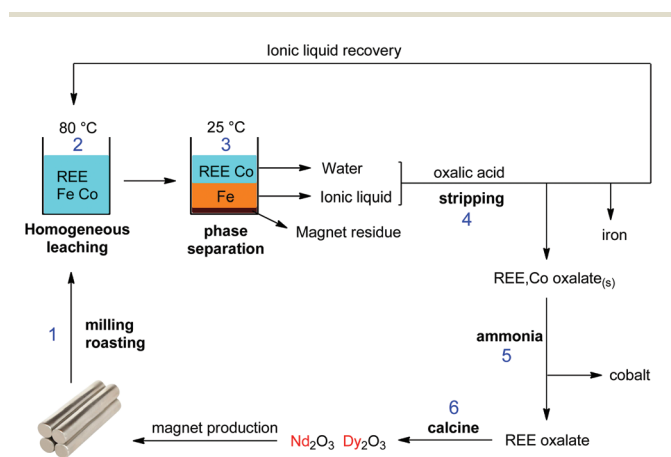 Ionic liquid recovery
80 °C
2
REE
Fe Co
Homogeneous
leaching
25 °C
3
REE Co
Fe
phase
separation
Water
Ionic liquid
Magnet residue
oxalic acid
stripping
4
iron
REE,Co oxalate(s)
ammonia
5
cobalt
REE oxalate
6
calcine
Nd₂O₃ Dy₂O₃
magnet production
1
milling
roasting